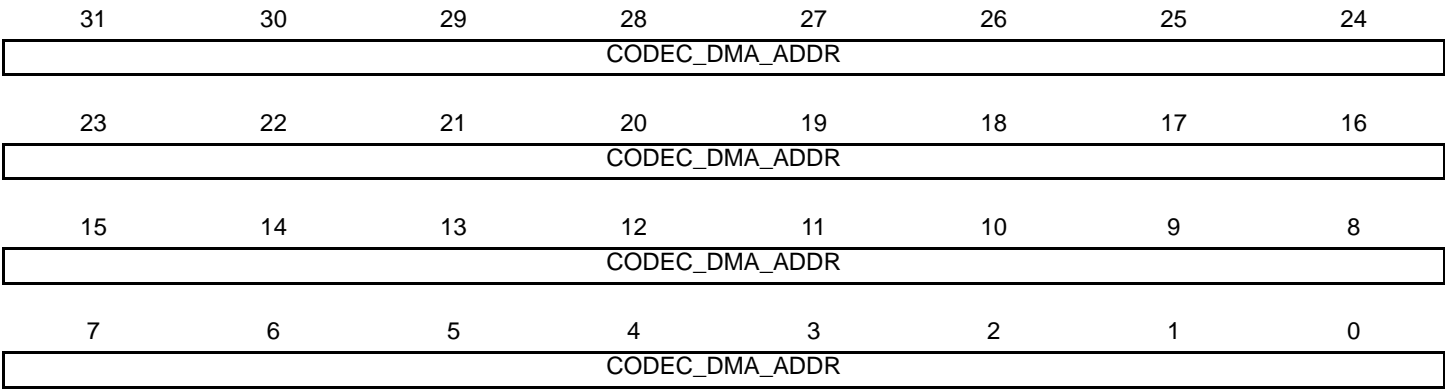 31 30 29 28 27 26 25 24
CODEC_DMA_ADDR
23 22 21 20 19 18 17 16
CODEC_DMA_ADDR
15 14 13 12 11 10 9 8
CODEC_DMA_ADDR
7 6 5 4 3 2 1 0
CODEC_DMA_ADDR